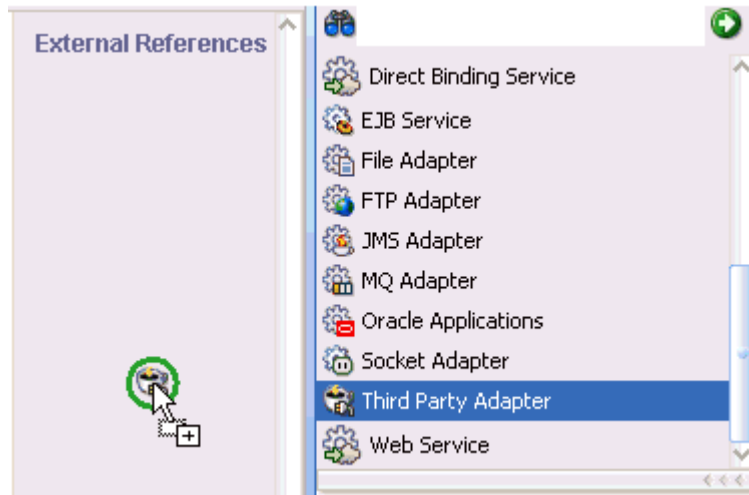 External References
Direct Binding Service
EJB Service
File Adapter
FTP Adapter
JMS Adapter
MQ Adapter
Oracle Applications
Socket Adapter
Third Party Adapter
Web Service